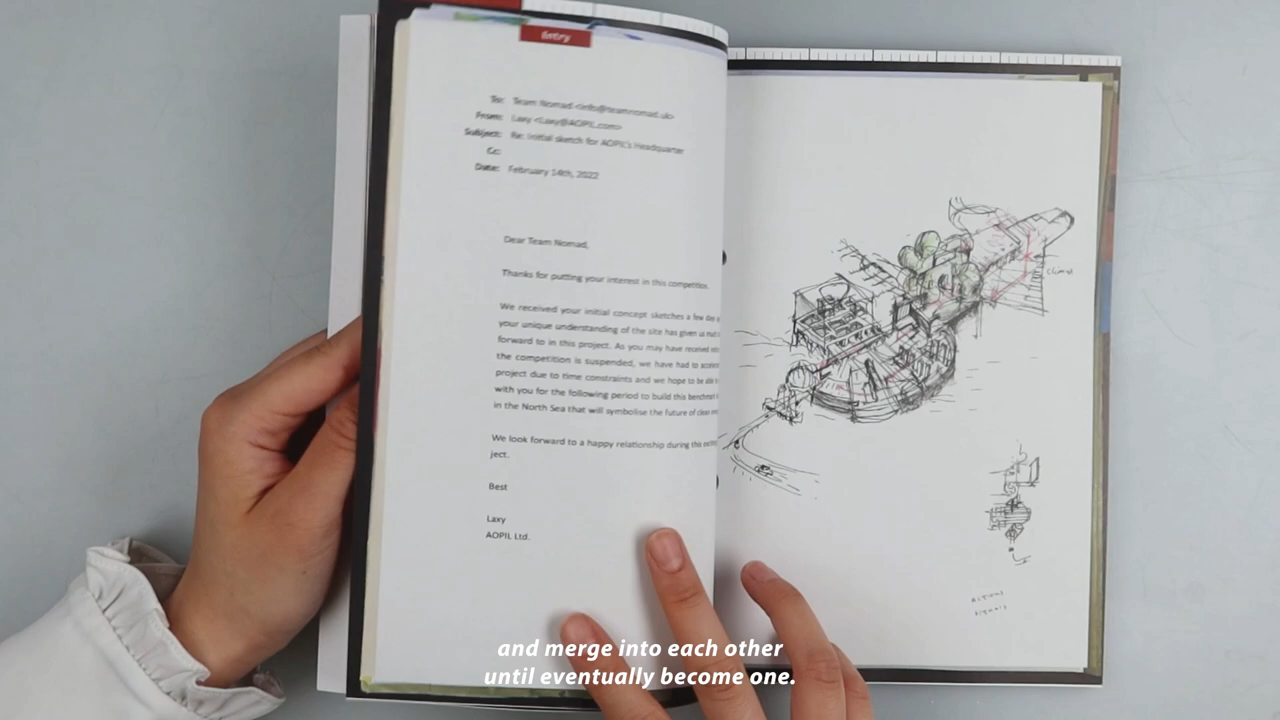 Entry
To: Team Nomad <info@teamnomad.uk>
From: Laxy <Laxy@AOPIL.com>
Subject: Re: Initial sketch for AOPIL's Headquarter
Cc:
Date: February 14th, 2022
Dear Team Nomad,
Thanks for putting your interest in this competition.
We received your initial concept sketches a few day
your unique understanding of the site has given us
forward to in this project. As you may have received
the competition is suspended, we have had to
project due to time constraints and we hope to be able
with you for the following period to build this benchmark
in the North Sea that will symbolise the future of clean
We look forward to a happy relationship during this
ject.
Best
Laxy
AOPIL Ltd.
and merge into each other
until eventually become one.